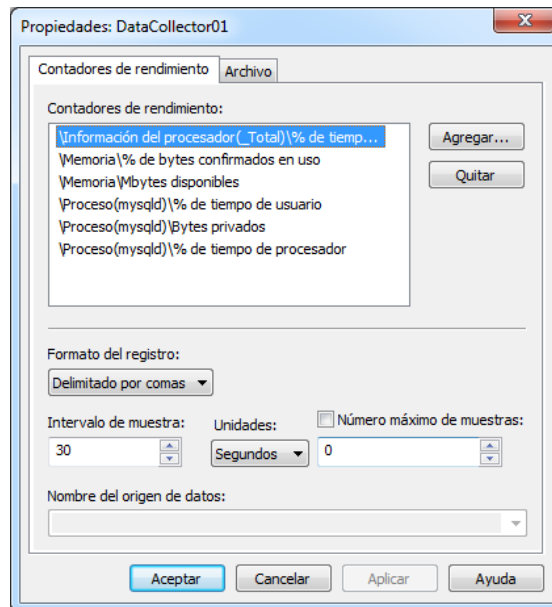 Propiedades: DataCollector01
Contadores de rendimiento Archivo
Contadores de rendimiento:
\Información del procesador(_Total)\% de tiemp...
\Memoria\% de bytes confirmados en uso
\Memoria\Mbytes disponibles
\Proceso(mysqld)\% de tiempo de usuario
\Proceso(mysqld)\Bytes privados
\Proceso(mysqld)\% de tiempo de procesador
Agregar...
Quitar
Formato del registro:
Delimitado por comas
Intervalo de muestra: Unidades: Número máximo de muestras:
30 Segundos 0
Nombre del origen de datos:
Aceptar Cancelar Aplicar Ayuda